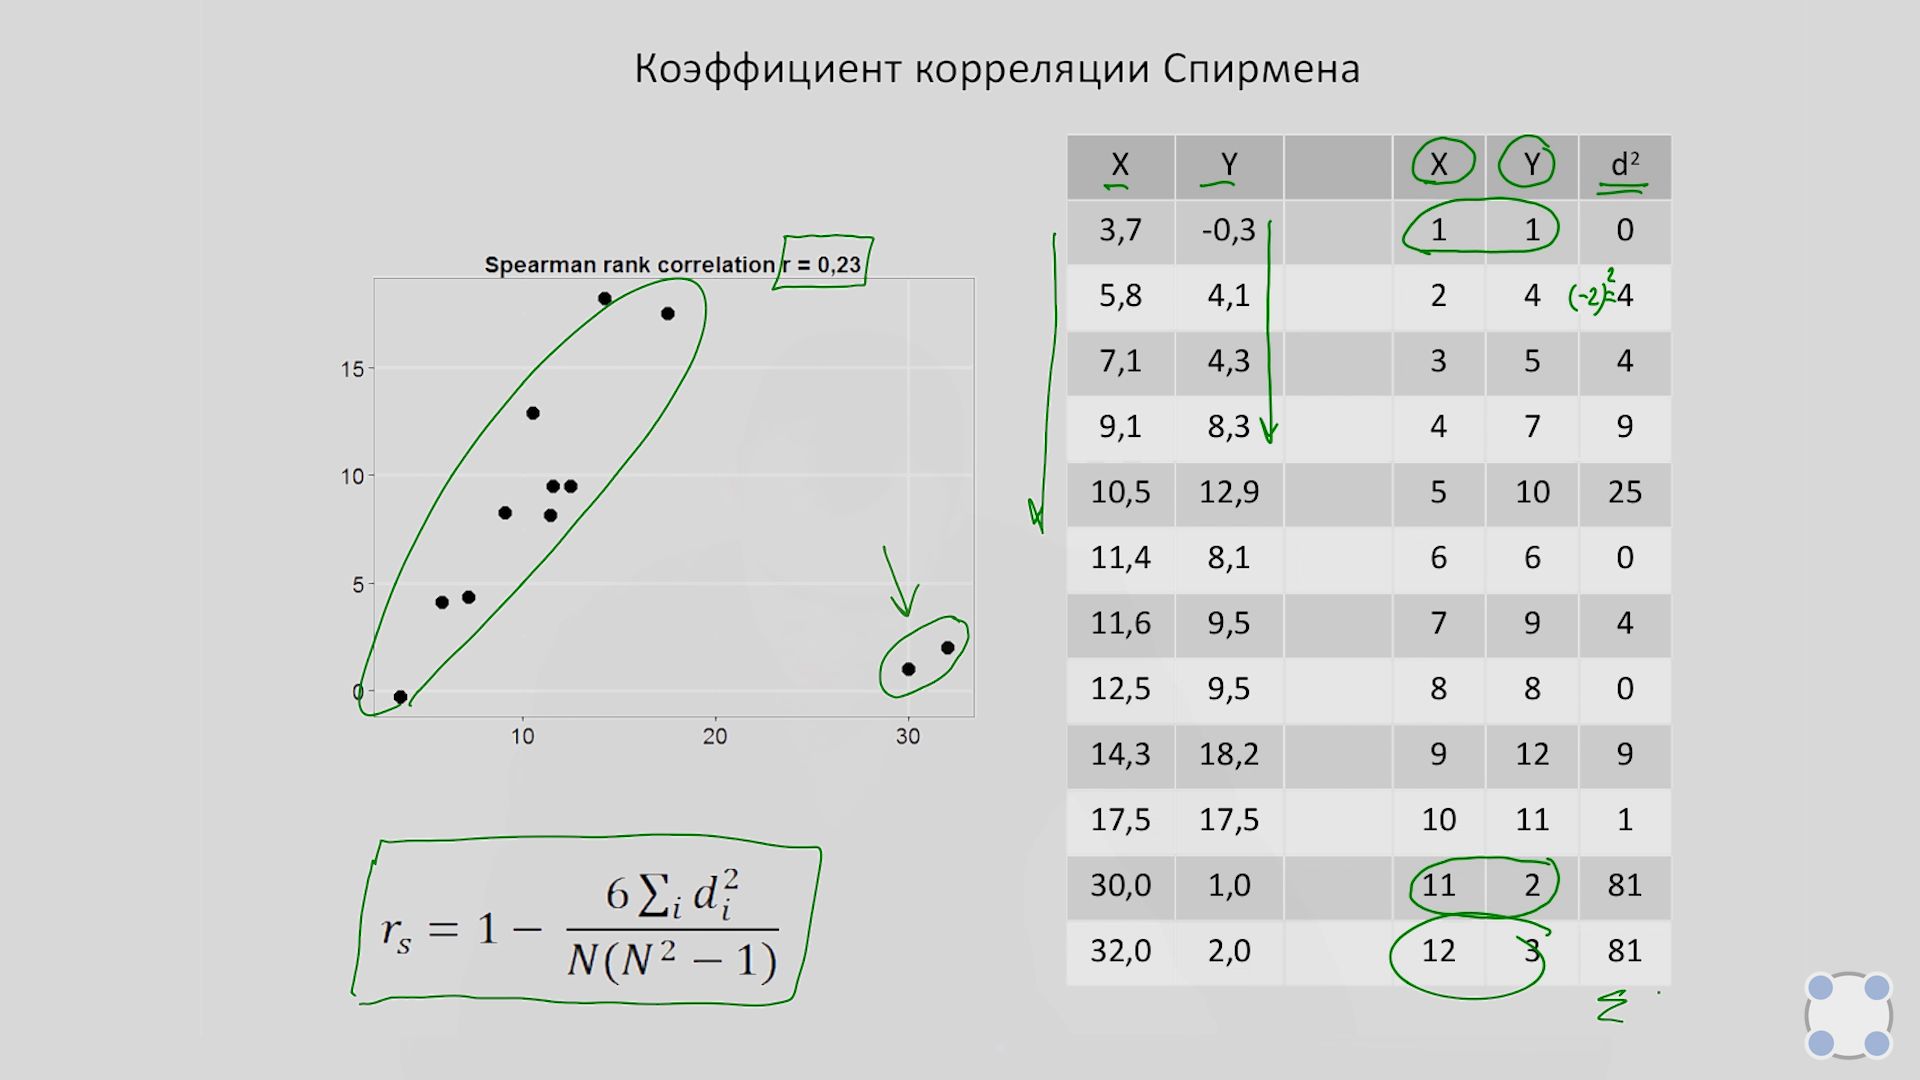 Коэффициент корреляции Спирмена
Spearman rank correlation r = 0,23
15
10
5
0
10 20 30
r_s = 1 − 6 ∑_i d_i^2 / N(N^2 − 1)
X Y X Y d²
3,7 -0,3 1 1 0
5,8 4,1 2 4 (-2)²= 4
7,1 4,3 3 5 4
9,1 8,3 4 7 9
10,5 12,9 5 10 25
11,4 8,1 6 6 0
11,6 9,5 7 9 4
12,5 9,5 8 8 0
14,3 18,2 9 12 9
17,5 17,5 10 11 1
30,0 1,0 11 2 81
32,0 2,0 12 3 81
Σ